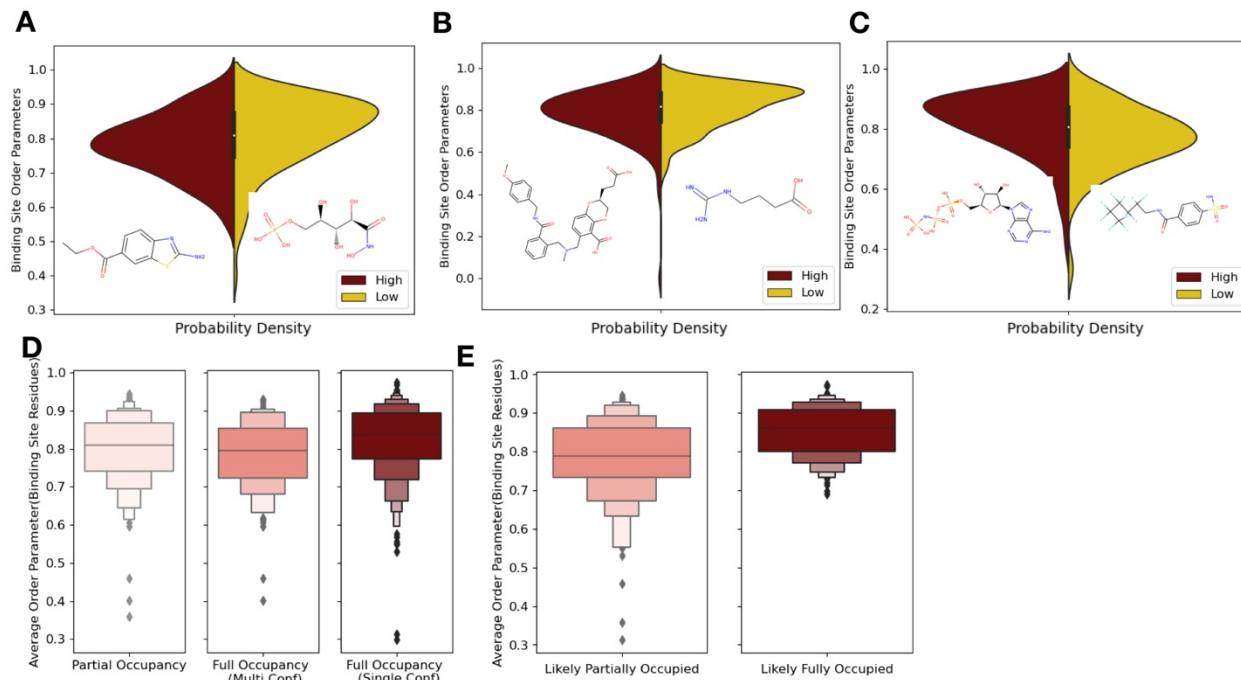 A
Binding Site Order Parameters
1.0
0.9
0.8
0.7
0.6
0.5
0.4
0.3
NH2
High
Low
Probability Density
B
Binding Site Order Parameters
1.0
0.8
0.6
0.4
0.2
0.0
High
Low
Probability Density
C
Binding Site Order Parameters
1.0
0.8
0.6
0.4
0.2
High
Low
Probability Density
D
Average Order Parameter(Binding Site Residues)
1.0
0.9
0.8
0.7
0.6
0.5
0.4
0.3
Partial Occupancy
Full Occupancy
(Multi Conf)
Full Occupancy
(Single Conf)
E
Average Order Parameter(Binding Site Residues)
1.0
0.9
0.8
0.7
0.6
0.5
0.4
0.3
Likely Partially Occupied
Likely Fully Occupied